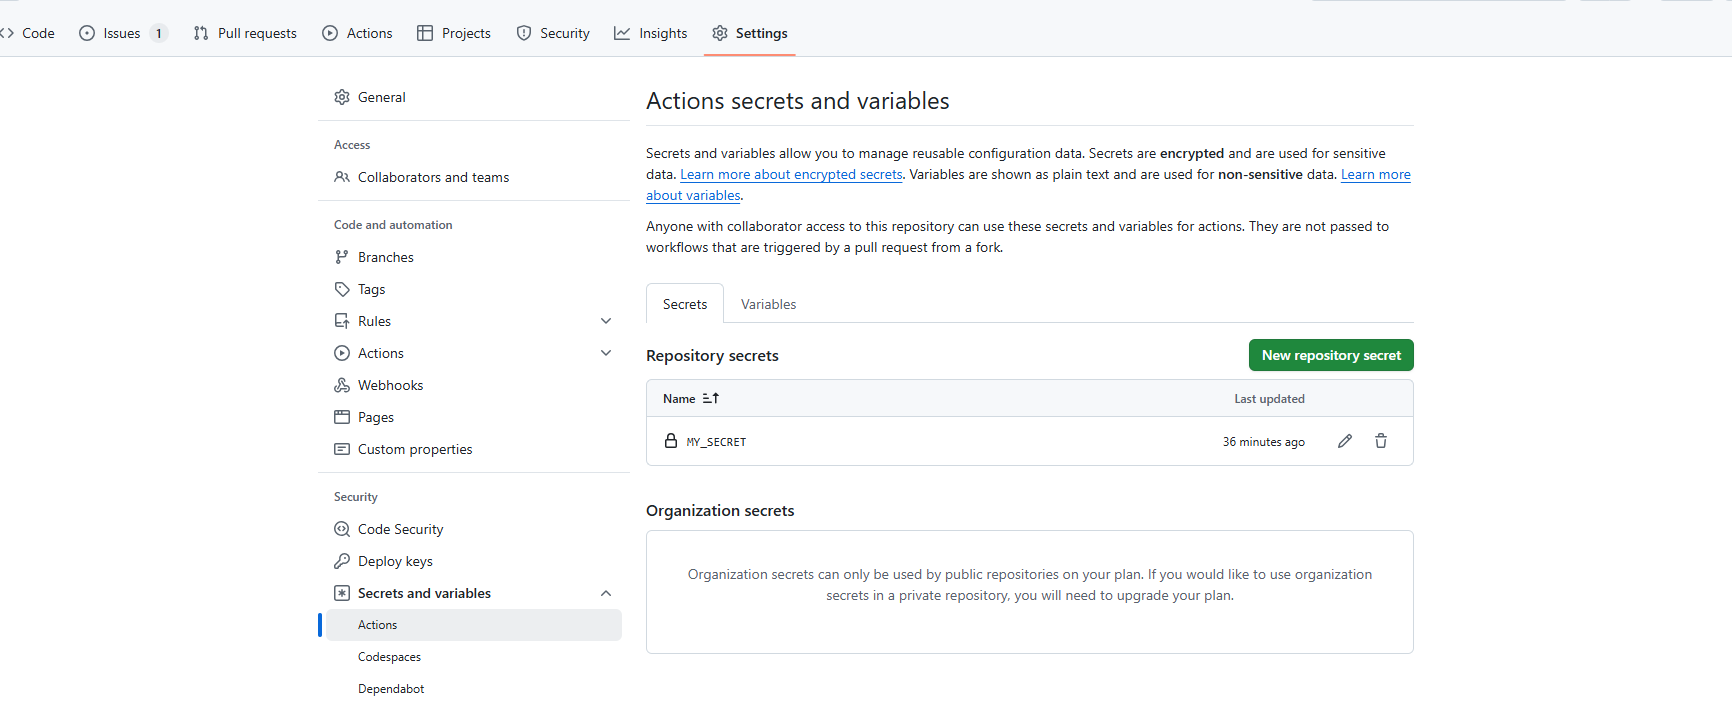 Code Issues 1 Pull requests Actions Projects Security Insights Settings
General
Access
Collaborators and teams
Code and automation
Branches
Tags
Rules
Actions
Webhooks
Pages
Custom properties
Security
Code Security
Deploy keys
Secrets and variables
Actions
Codespaces
Dependabot
Actions secrets and variables
Secrets and variables allow you to manage reusable configuration data. Secrets are encrypted and are used for sensitive
data. Learn more about encrypted secrets. Variables are shown as plain text and are used for non-sensitive data. Learn more
about variables.
Anyone with collaborator access to this repository can use these secrets and variables for actions. They are not passed to
workflows that are triggered by a pull request from a fork.
Secrets Variables
Repository secrets New repository secret
Name Last updated
MY_SECRET 36 minutes ago
Organization secrets
Organization secrets can only be used by public repositories on your plan. If you would like to use organization
secrets in a private repository, you will need to upgrade your plan.